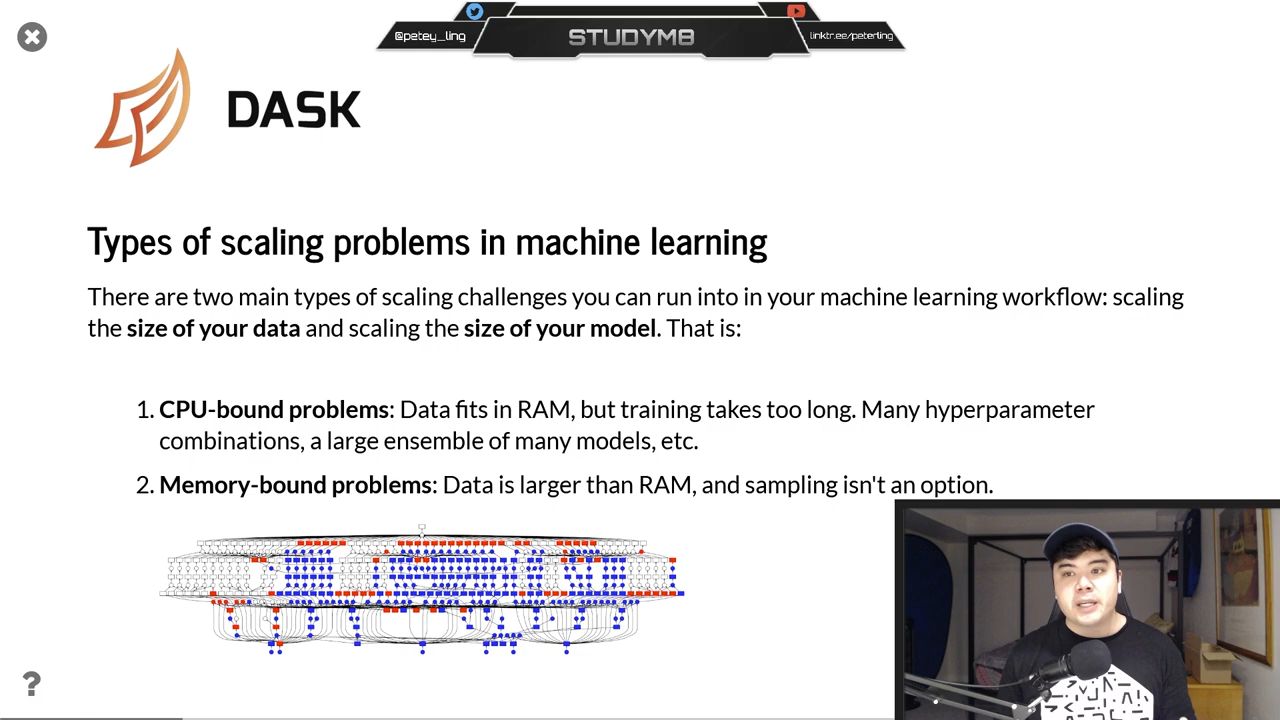 @petey_ling
STUDYM8
linktr.ee/peterling
DASK
Types of scaling problems in machine learning
There are two main types of scaling challenges you can run into in your machine learning workflow: scaling
the size of your data and scaling the size of your model. That is:
1. CPU-bound problems: Data fits in RAM, but training takes too long. Many hyperparameter
combinations, a large ensemble of many models, etc.
2. Memory-bound problems: Data is larger than RAM, and sampling isn't an option.
?